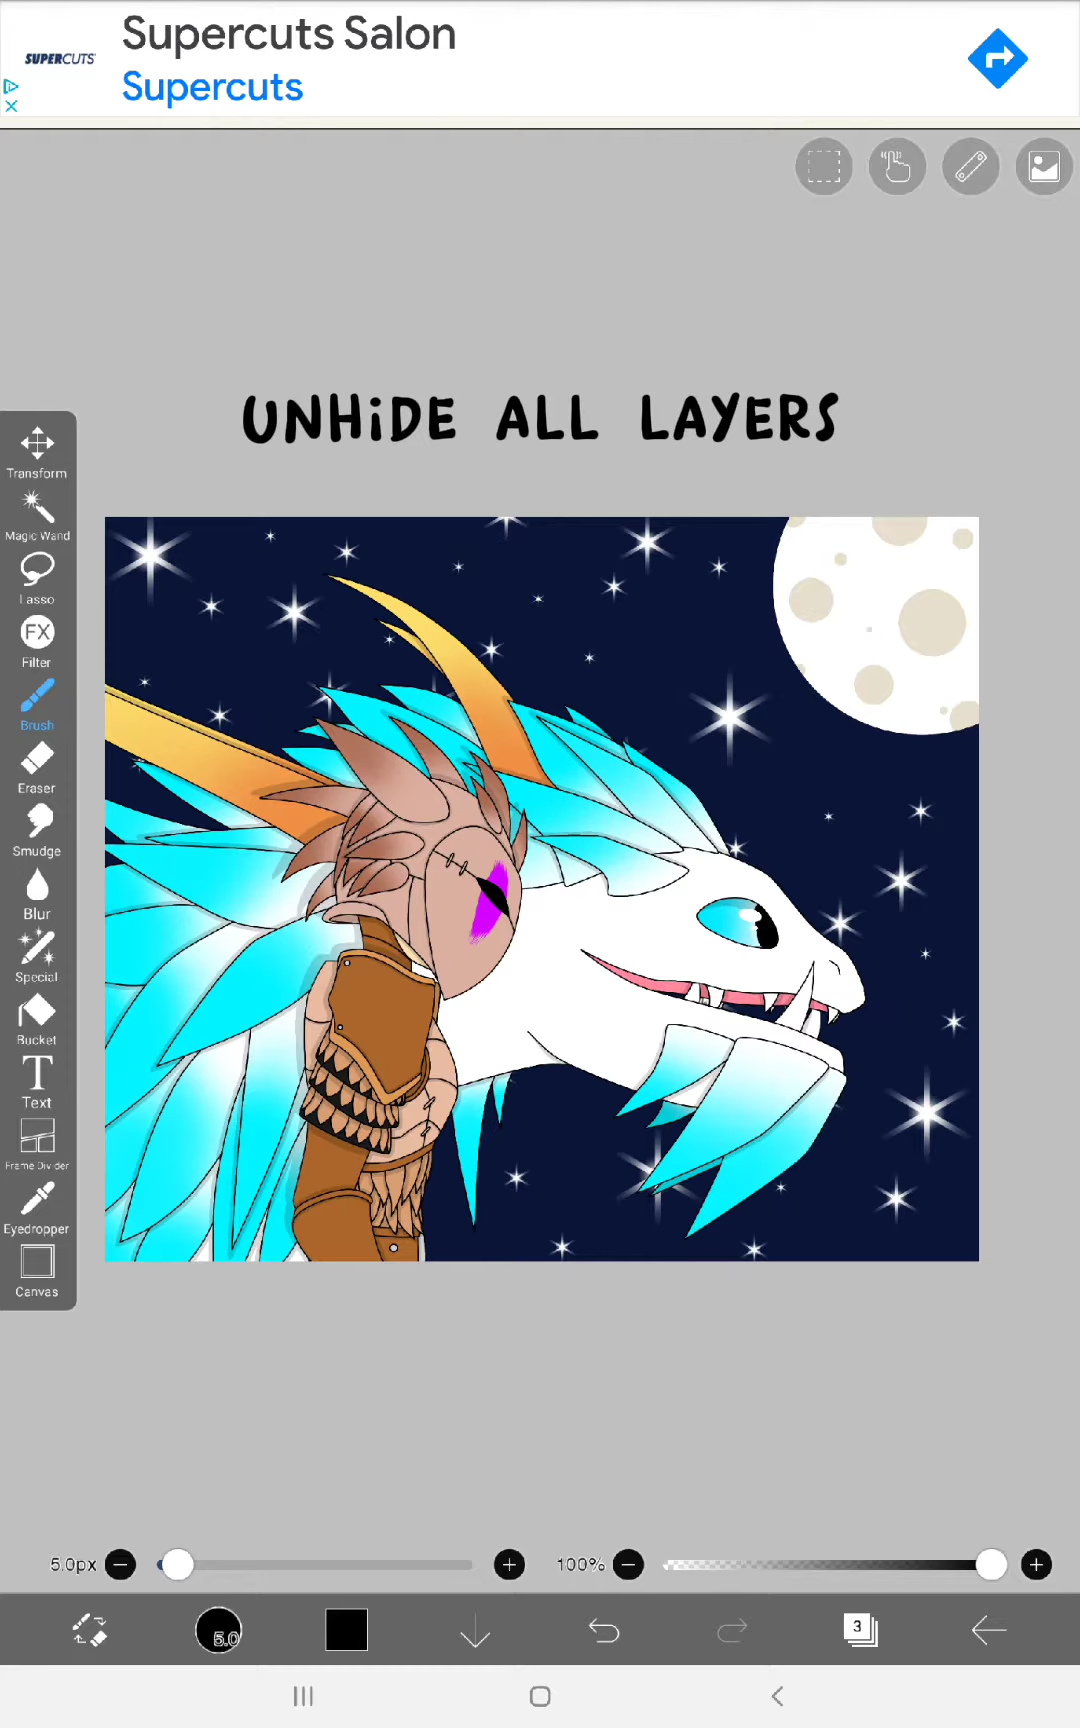 Supercuts Salon
SUPERCUTS
Supercuts
UNHiDE ALL LAYERS
Transform
Magic Wand
Lasso
FX
Filter
Brush
Eraser
Smudge
Blur
Special
Bucket
T
Text
Frame Divider
Eyedropper
Canvas
5.0px
100%
5.0
3